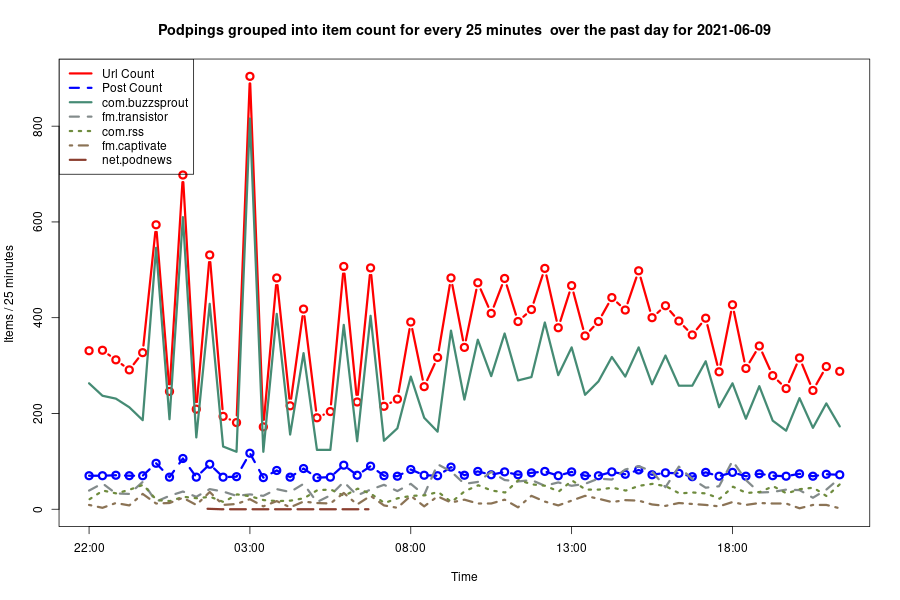 Podpings grouped into item count for every 25 minutes  over the past day for 2021-06-09
Url Count
Post Count
com.buzzsprout
fm.transistor
com.rss
fm.captivate
net.podnews
Items / 25 minutes
800
600
400
200
0
22:00 03:00 08:00 13:00 18:00
Time